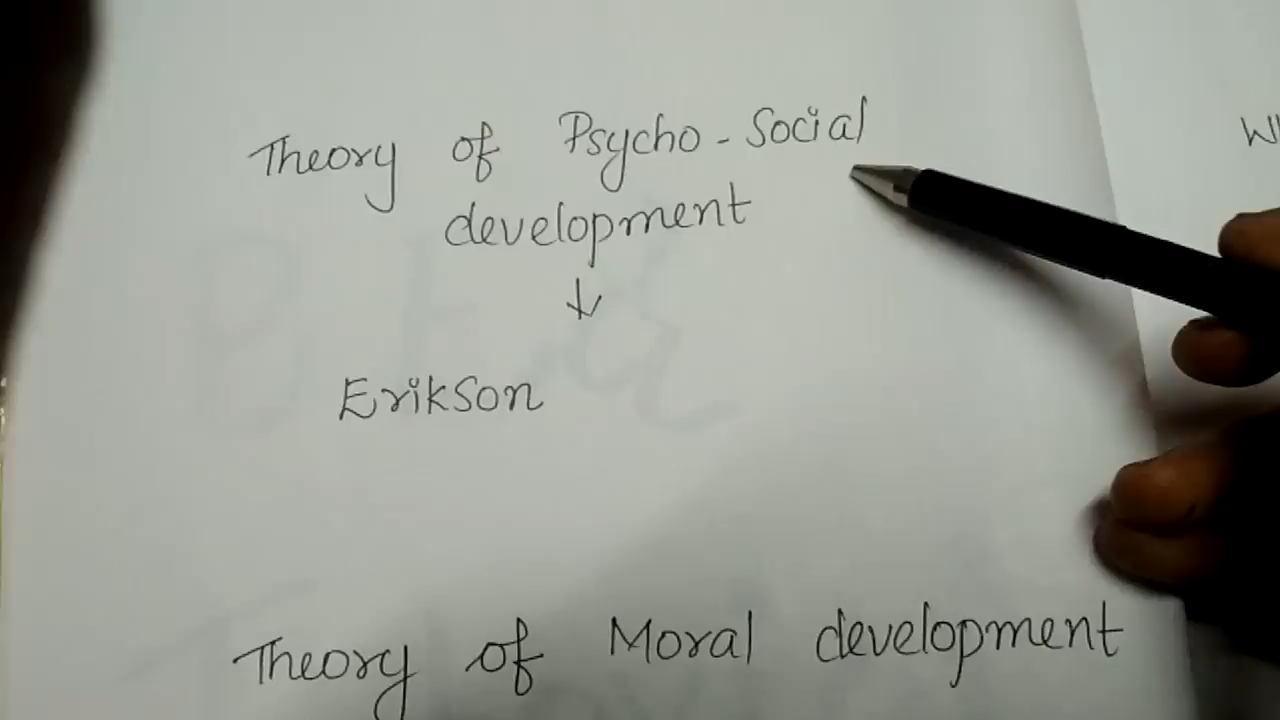 Theory of Psycho-Social
development
↓
Erikson
Theory of Moral development